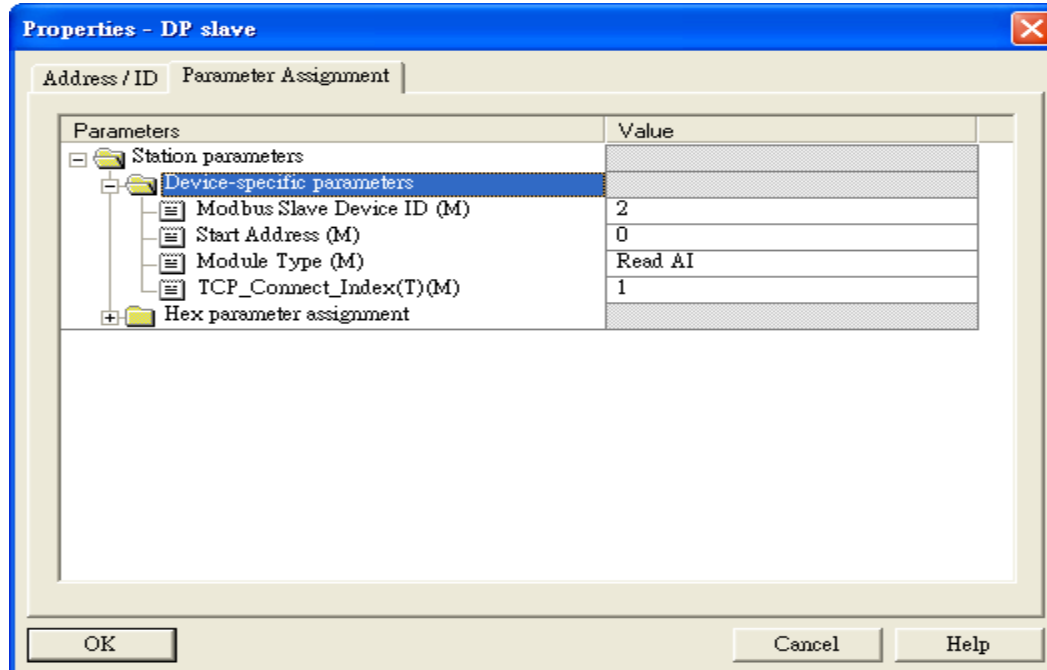 Properties - DP slave
Address / ID Parameter Assignment
Parameters Value
Station parameters
Device-specific parameters
Modbus Slave Device ID (M) 2
Start Address (M) 0
Module Type (M) Read AI
TCP_Connect_Index(T)(M) 1
Hex parameter assignment
OK Cancel Help